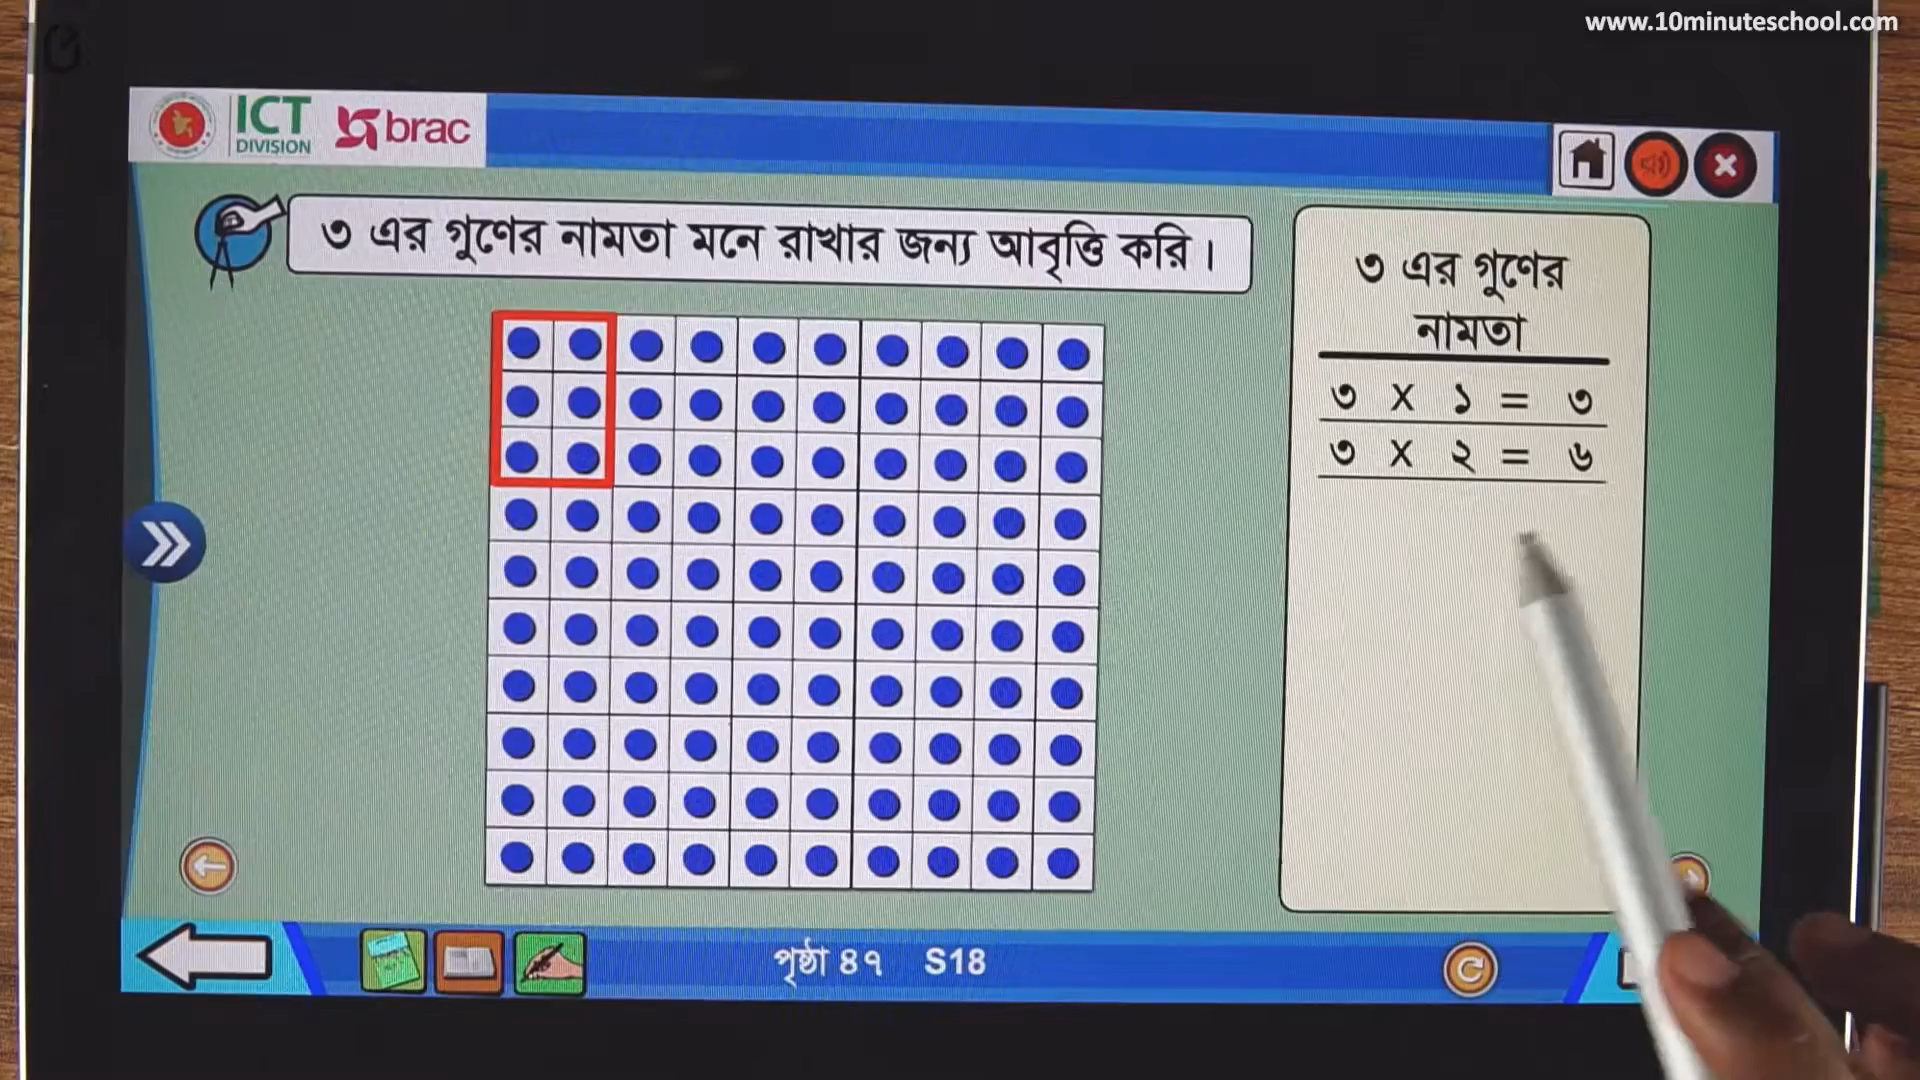 www.10minuteschool.com
ICT
DIVISION
brac
৩ এর গুণের নামতা মনে রাখার জন্য আবৃত্তি করি।
৩ এর গুণের
নামতা
৩ X ১ = ৩
৩ X ২ = ৬
পৃষ্ঠা ৪৭ S18